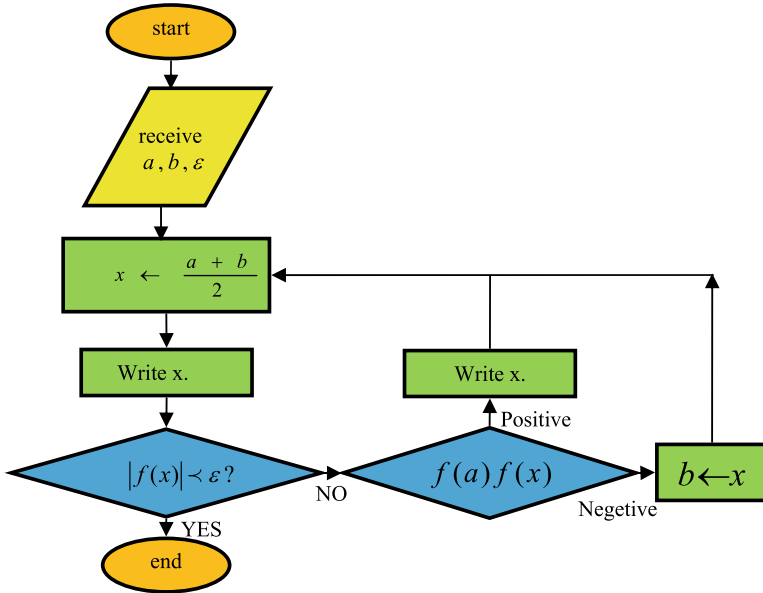 start
receive
a , b , ε
x ← a + b
2
Write x.
Write x.
Positive
|f(x)| ≺ ε ?
NO
f(a) f(x)
Negetive
b←x
YES
end